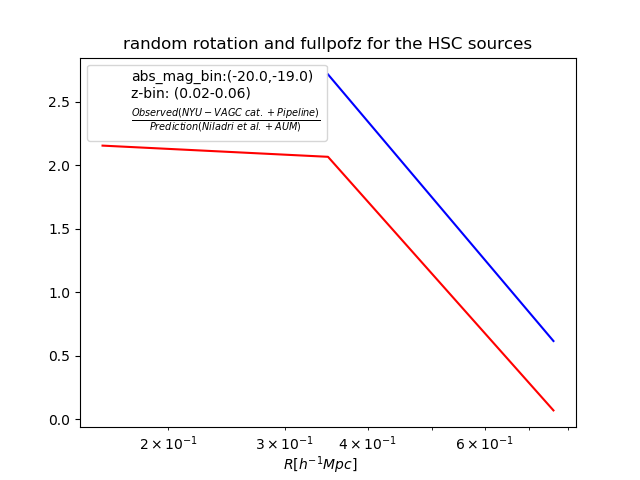 random rotation and fullpofz for the HSC sources
abs_mag_bin:(-20.0,-19.0)
z-bin: (0.02-0.06)
Observed(NYU − VAGC cat. + Pipeline)
Prediction(Niladri et al. + AUM)
2.5
2.0
1.5
1.0
0.5
0.0
2 × 10⁻¹ 3 × 10⁻¹ 4 × 10⁻¹ 6 × 10⁻¹
R[h⁻¹Mpc]